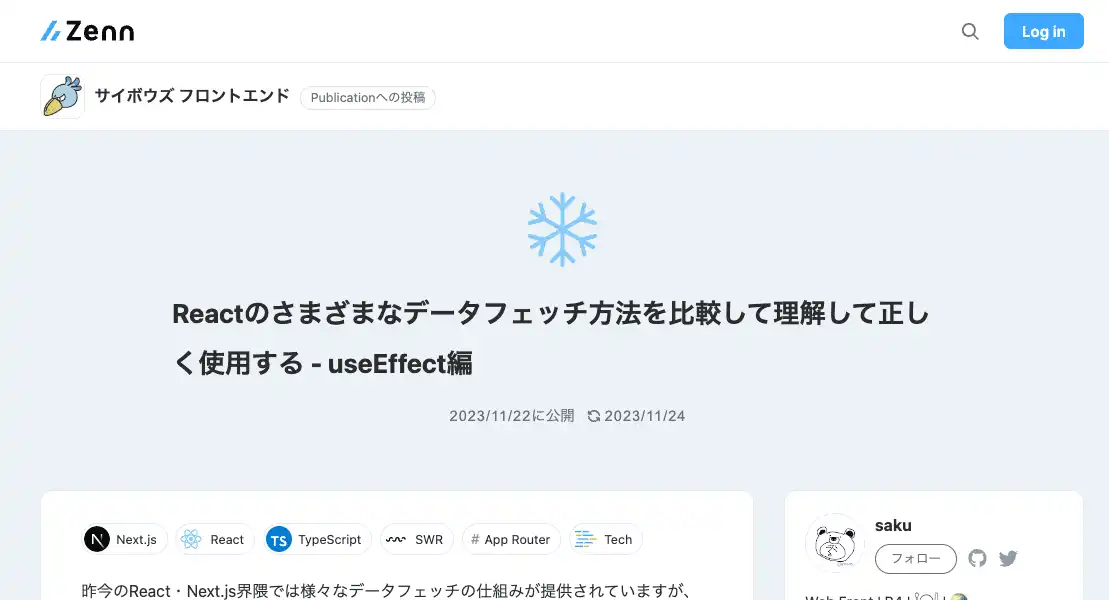 Zenn
Log in
サイボウズ フロントエンド
Publicationへの投稿
Reactのさまざまなデータフェッチ方法を比較して理解して正し
く使用する - useEffect編
2023/11/22に公開 2023/11/24
Next.js React TypeScript SWR # App Router Tech
昨今のReact・Next.js界隈では様々なデータフェッチの仕組みが提供されていますが、
saku
フォロー